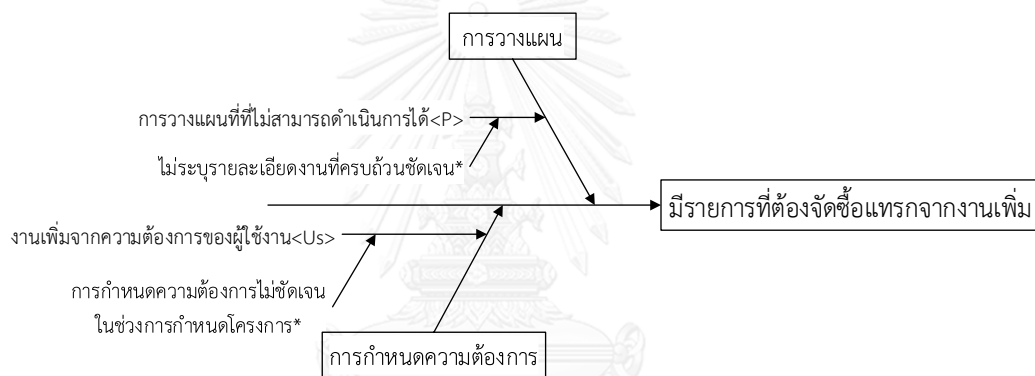 การวางแผน
การวางแผนที่ที่ไม่สามารถดำเนินการได้<P>
ไม่ระบุรายละเอียดงานที่ครบถ้วนชัดเจน*
มีรายการที่ต้องจัดซื้อแทรกจากงานเพิ่ม
งานเพิ่มจากความต้องการของผู้ใช้งาน<Us>
การกำหนดความต้องการไม่ชัดเจน
ในช่วงการกำหนดโครงการ*
การกำหนดความต้องการ